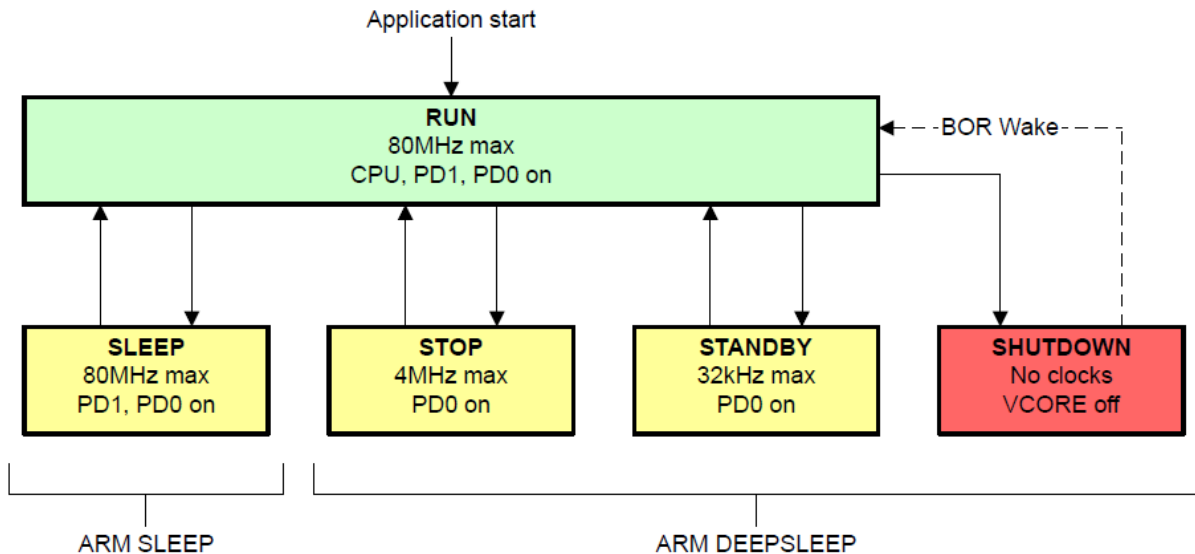 Application start
RUN
80MHz max
CPU, PD1, PD0 on
BOR Wake
SLEEP
80MHz max
PD1, PD0 on
STOP
4MHz max
PD0 on
STANDBY
32kHz max
PD0 on
SHUTDOWN
No clocks
VCORE off
ARM SLEEP
ARM DEEPSLEEP